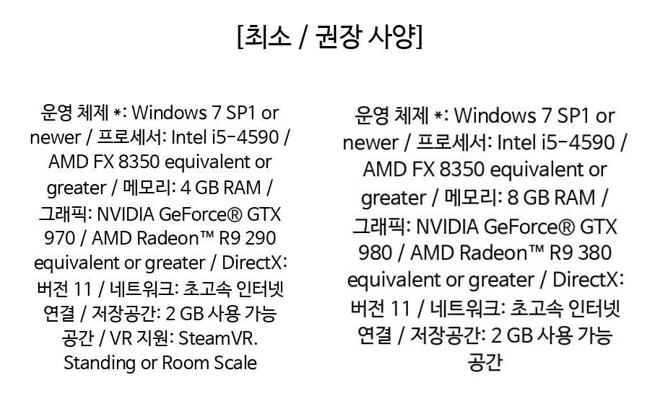 [최소 / 권장 사양]
운영 체제 *: Windows 7 SP1 or
newer / 프로세서: Intel i5-4590 /
AMD FX 8350 equivalent or
greater / 메모리: 4 GB RAM /
그래픽: NVIDIA GeForce® GTX
970 / AMD Radeon™ R9 290
equivalent or greater / DirectX:
버전 11 / 네트워크: 초고속 인터넷
연결 / 저장공간: 2 GB 사용 가능
공간 / VR 지원: SteamVR.
Standing or Room Scale
운영 체제 *: Windows 7 SP1 or
newer / 프로세서: Intel i5-4590 /
AMD FX 8350 equivalent or
greater / 메모리: 8 GB RAM /
그래픽: NVIDIA GeForce® GTX
980 / AMD Radeon™ R9 380
equivalent or greater / DirectX:
버전 11 / 네트워크: 초고속 인터넷
연결 / 저장공간: 2 GB 사용 가능
공간